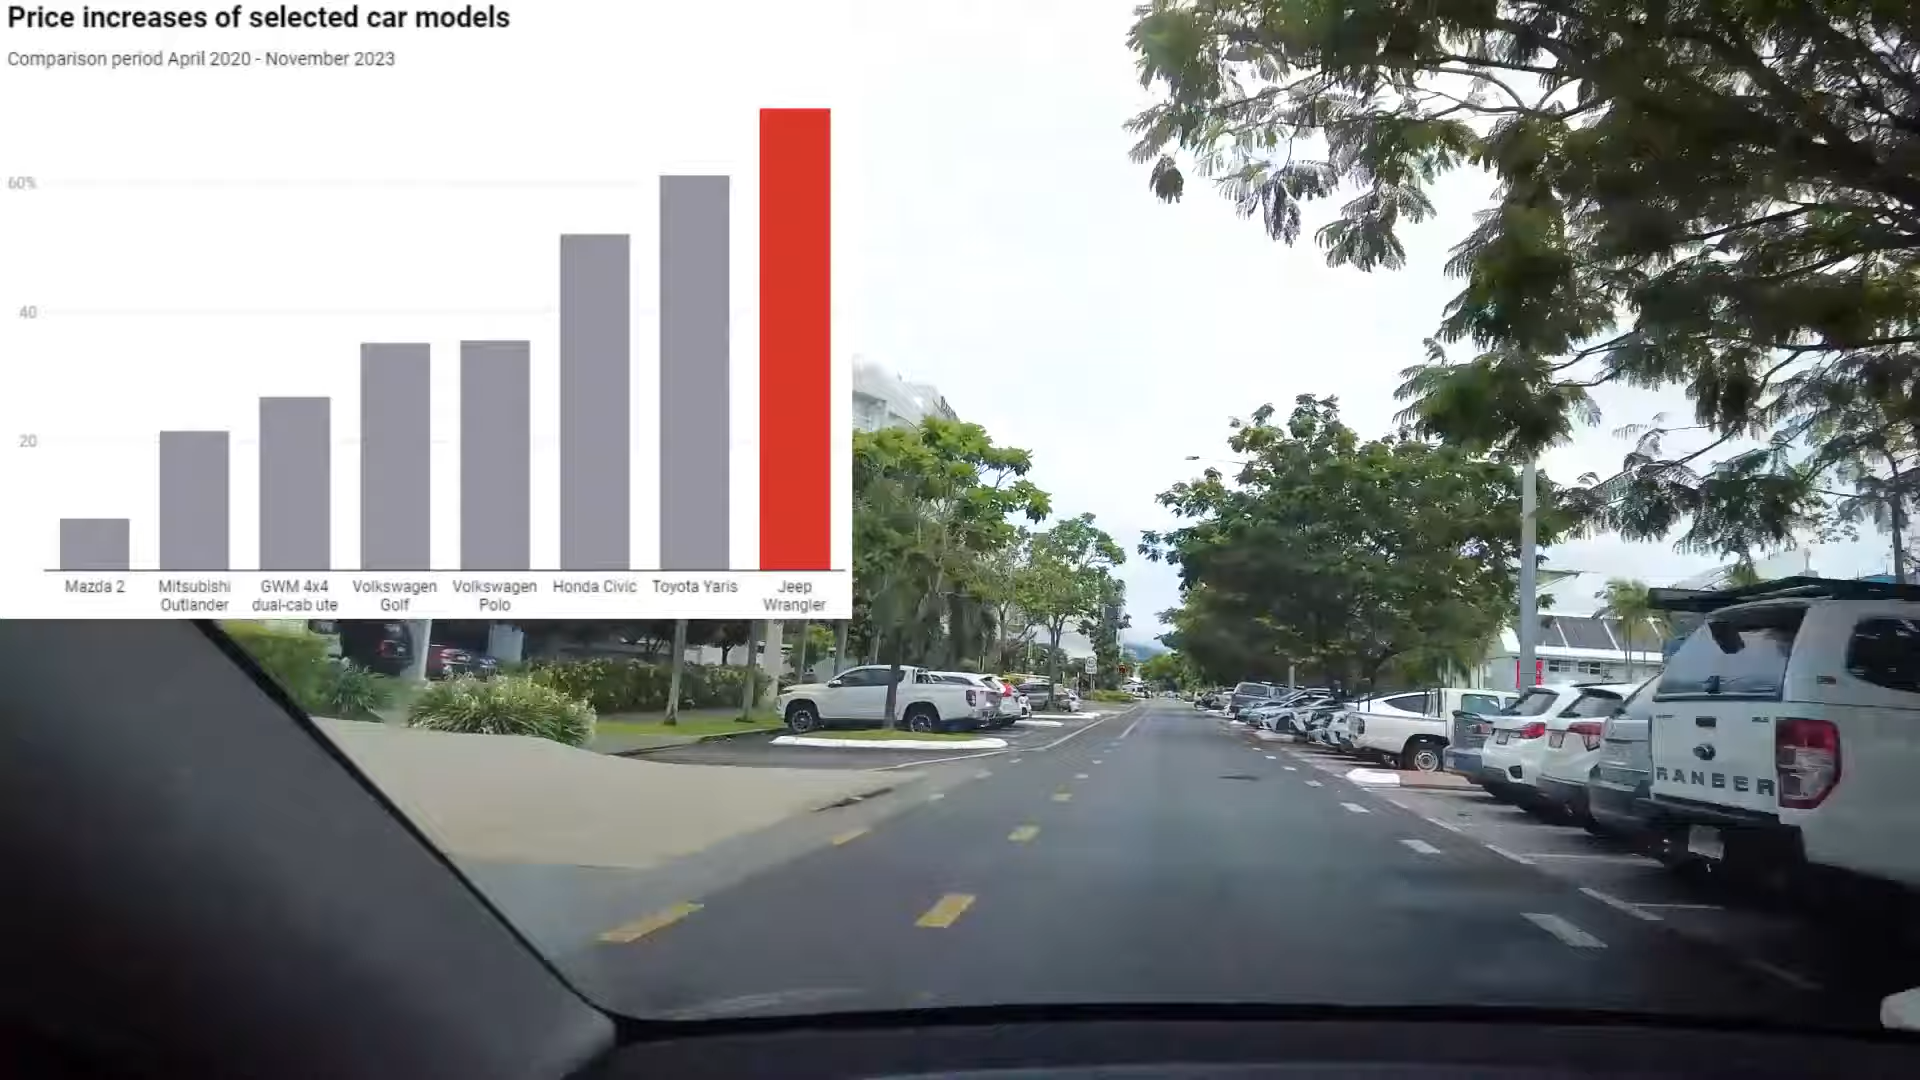 Price increases of selected car models
Comparison period April 2020 - November 2023
60%
40
20
Mazda 2
Mitsubishi
Outlander
GWM 4x4
dual-cab ute
Volkswagen
Golf
Volkswagen
Polo
Honda Civic
Toyota Yaris
Jeep
Wrangler
RANGER